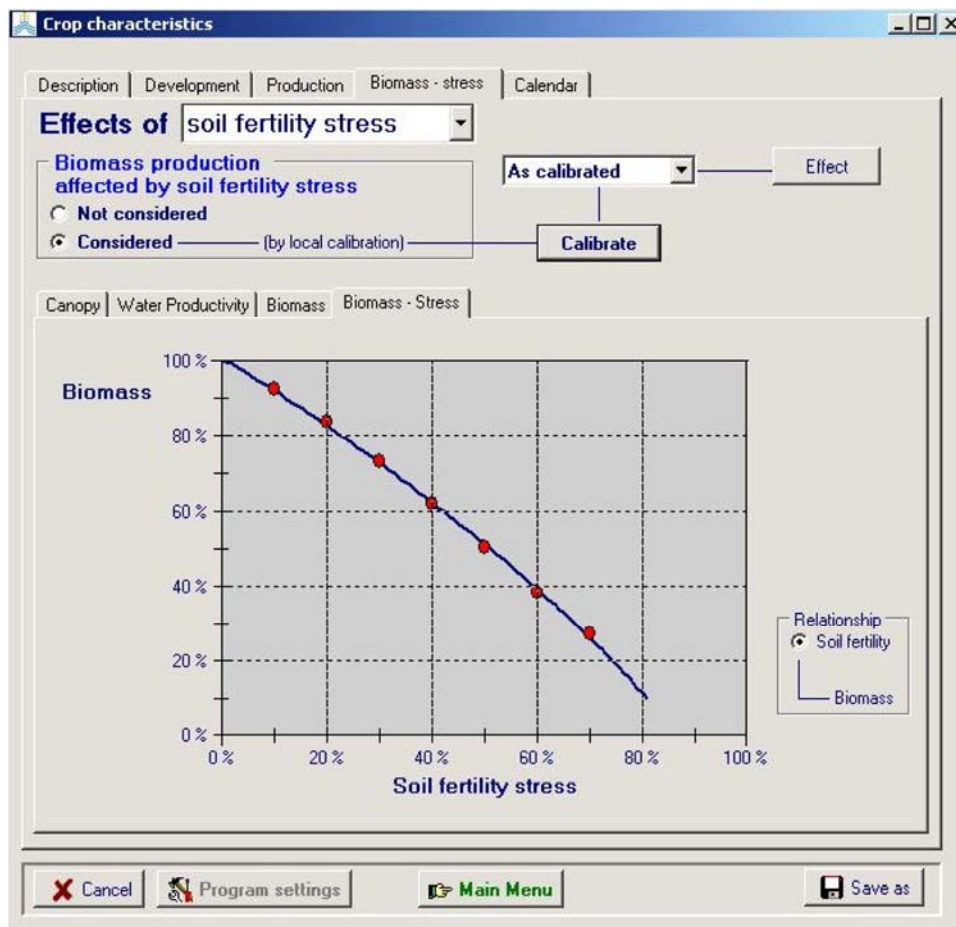 Crop characteristics
Description Development Production Biomass - stress Calendar
Effects of soil fertility stress
Biomass production
affected by soil fertility stress
Not considered
Considered (by local calibration)
As calibrated Effect
Calibrate
Canopy Water Productivity Biomass Biomass - Stress
Biomass
100 %
80 %
60 %
40 %
20 %
0 %
0 % 20 % 40 % 60 % 80 % 100 %
Soil fertility stress
Relationship
Soil fertility
Biomass
Cancel Program settings Main Menu Save as